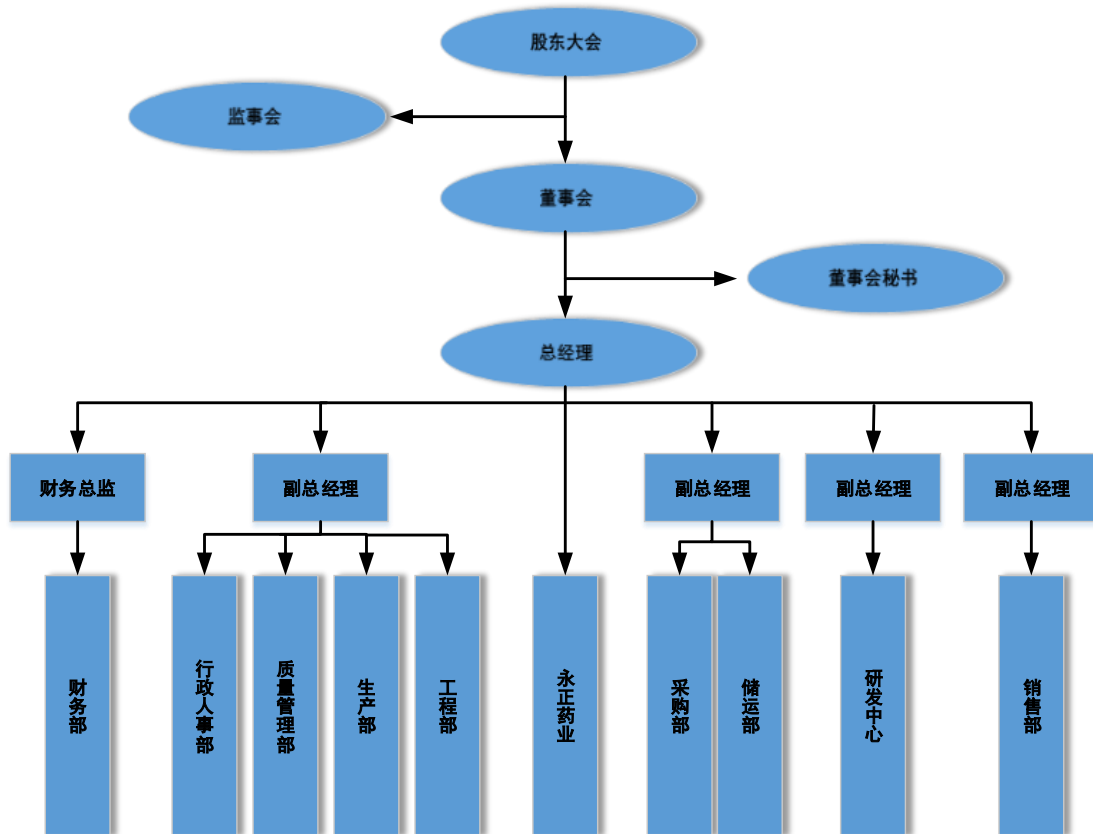 股东大会
监事会
董事会
董事会秘书
总经理
财务总监
副总经理
副总经理
副总经理
副总经理
财务部
行政人事部
质量管理部
生产部
工程部
永正药业
采购部
储运部
研发中心
销售部